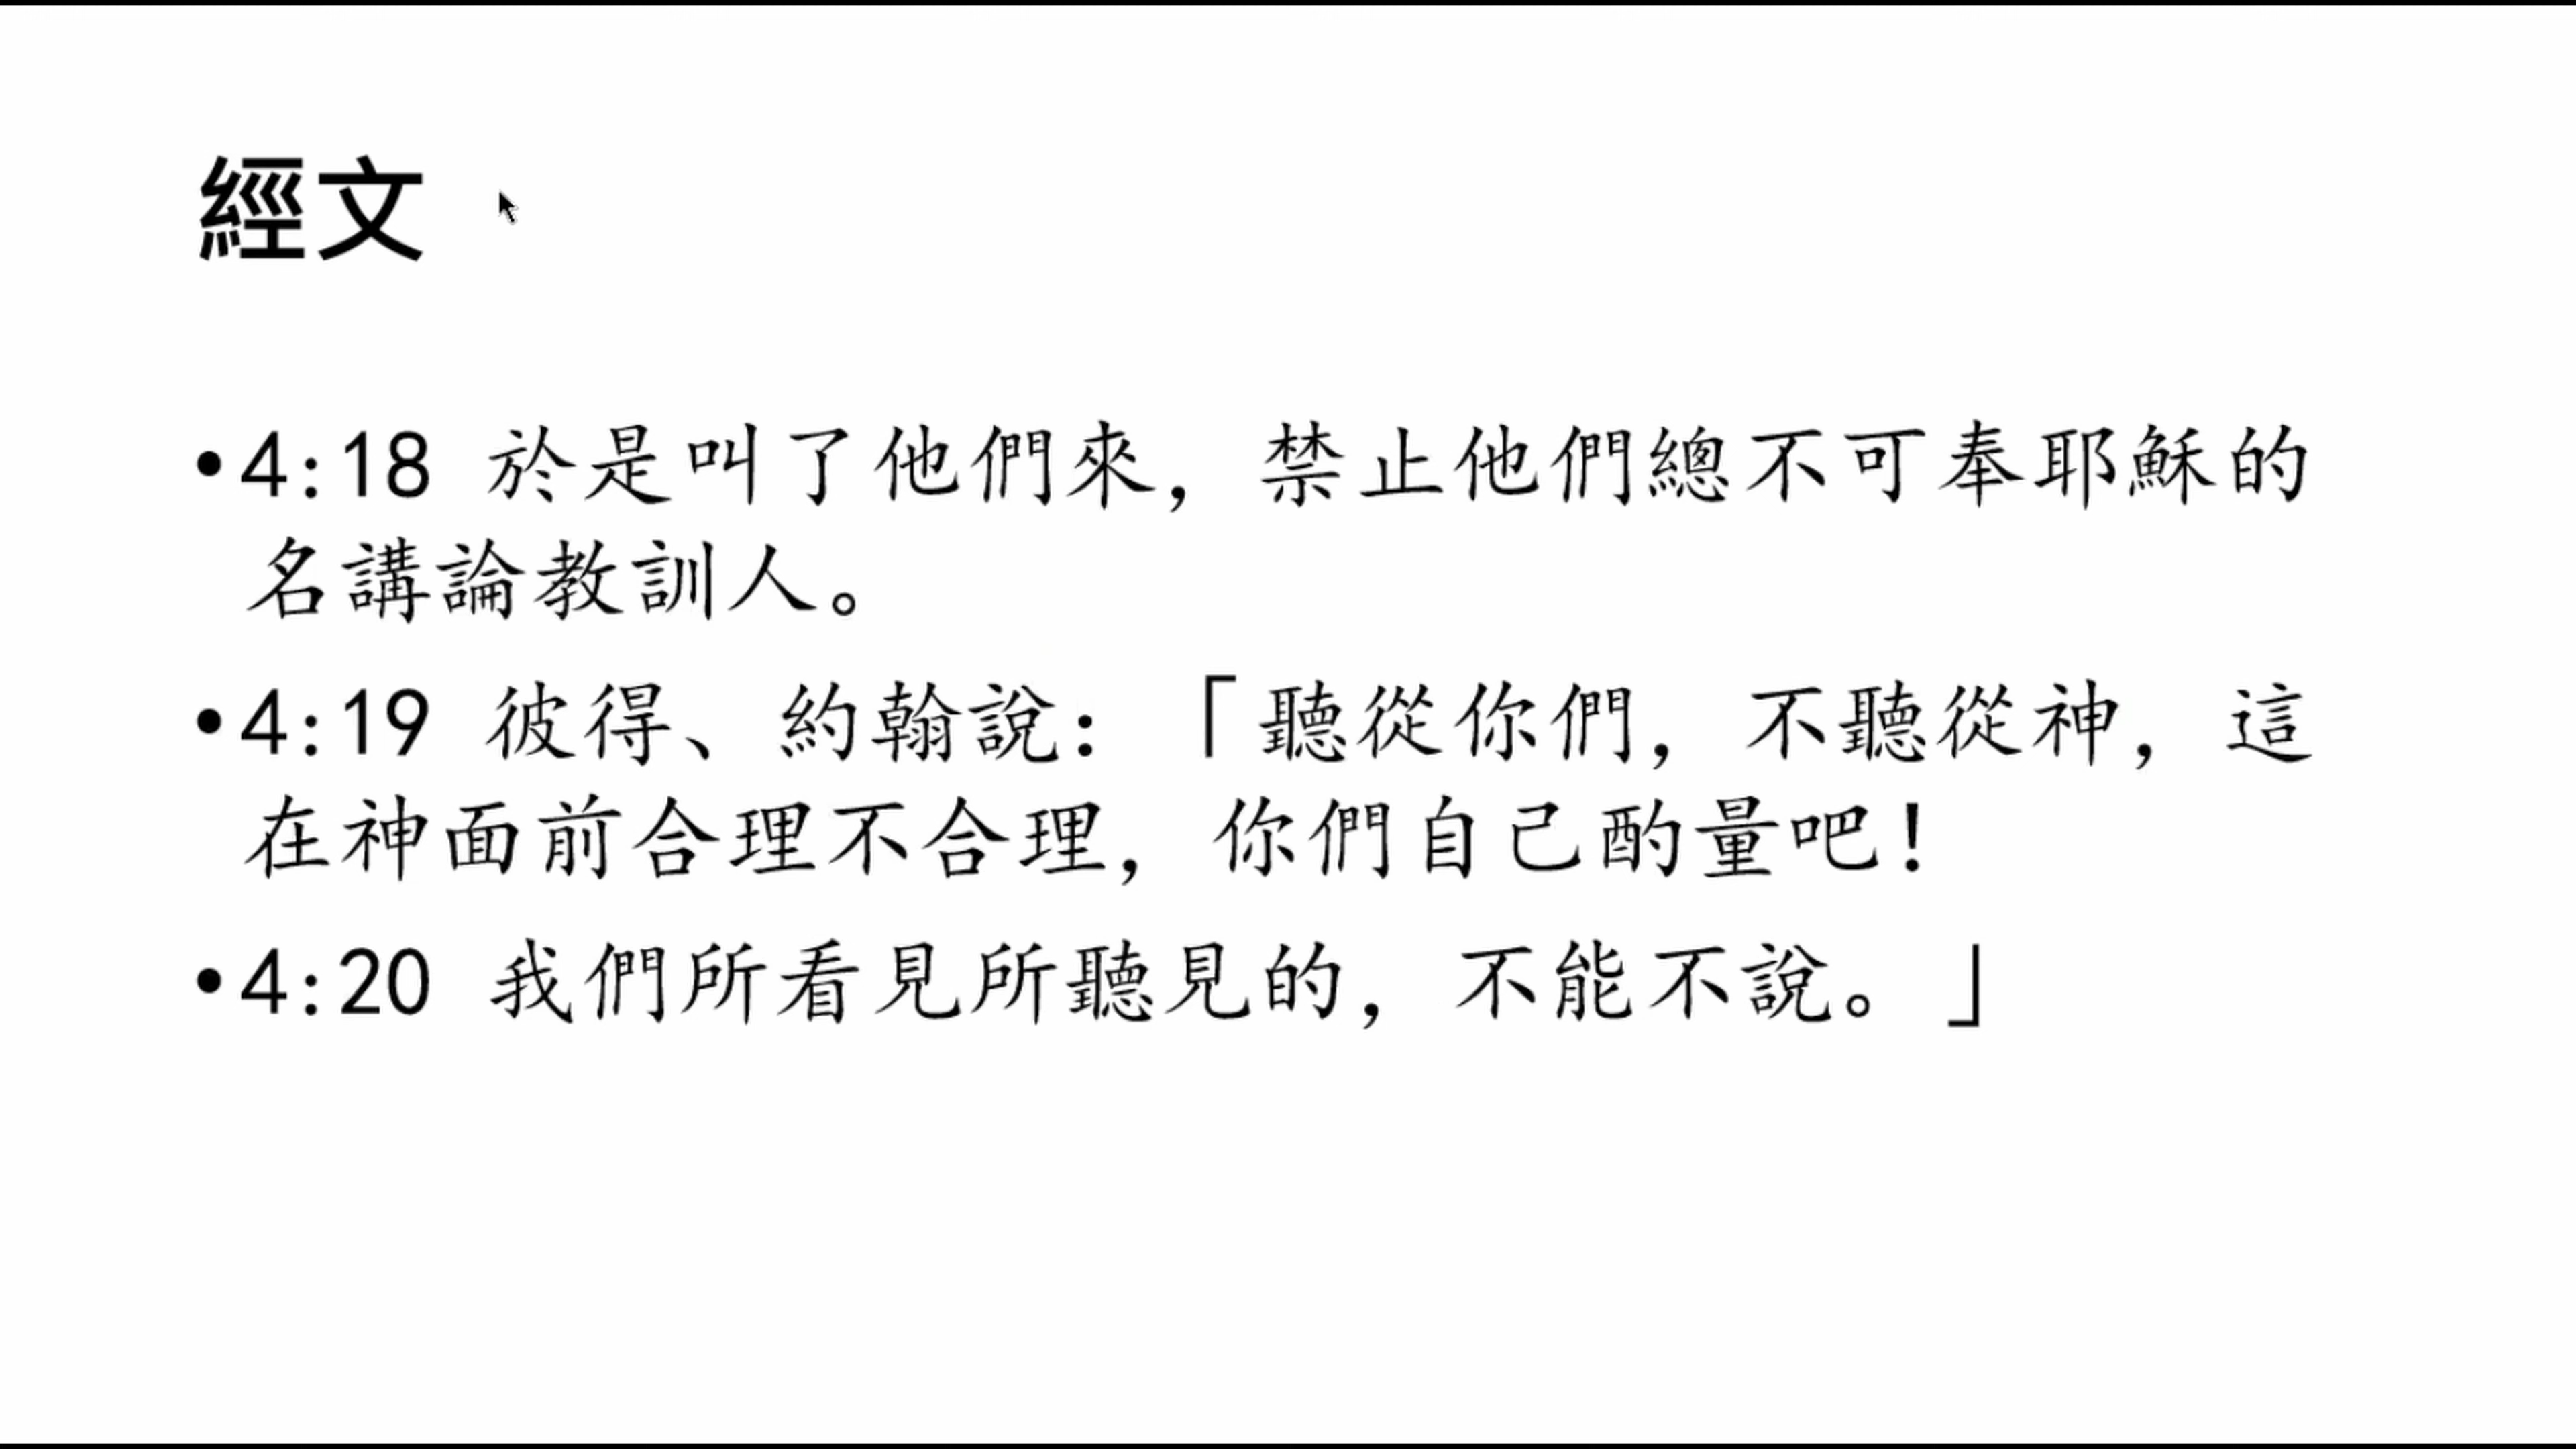 經文
•4:18 於是叫了他們來，禁止他們總不可奉耶穌的
名講論教訓人。
•4:19 彼得、約翰說：「聽從你們，不聽從神，這
在神面前合理不合理，你們自己酌量吧！
•4:20 我們所看見所聽見的，不能不說。」